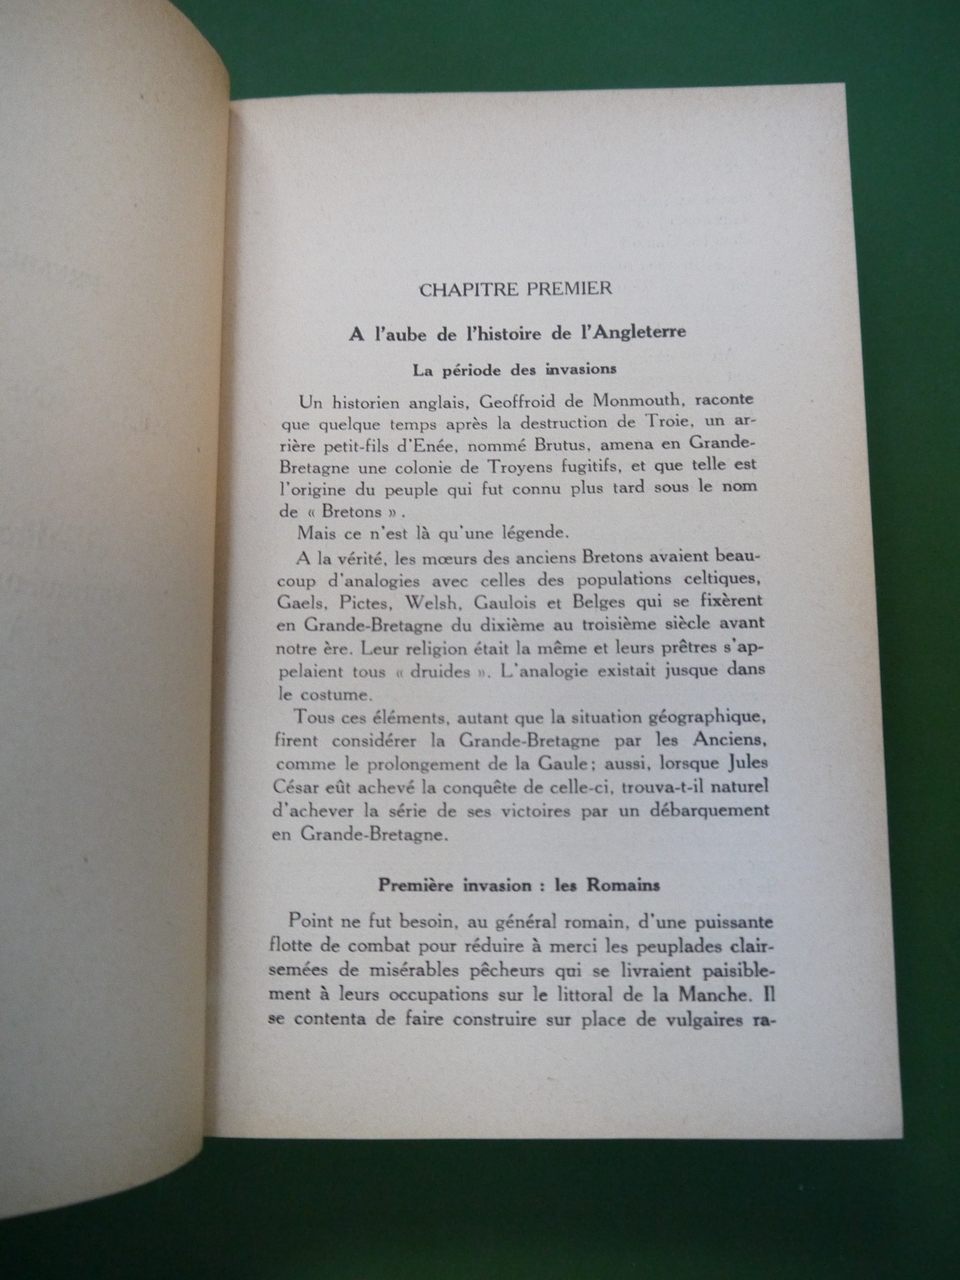 CHAPITRE PREMIER
A l'aube de l'histoire de l'Angleterre
La période des invasions
Un historien anglais, Geoffroid de Monmouth, raconte
que quelque temps après la destruction de Troie, un ar-
rière petit-fils d'Enée, nommé Brutus, amena en Grande-
Bretagne une colonie de Troyens fugitifs, et que telle est
l'origine du peuple qui fut connu plus tard sous le nom
de « Bretons ».
Mais ce n'est là qu'une légende.
A la vérité, les mœurs des anciens Bretons avaient beau-
coup d'analogies avec celles des populations celtiques,
Gaels, Pictes, Welsh, Gaulois et Belges qui se fixèrent
en Grande-Bretagne du dixième au troisième siècle avant
notre ère. Leur religion était la même et leurs prêtres s'ap-
pelaient tous « druides ». L'analogie existait jusque dans
le costume.
Tous ces éléments, autant que la situation géographique,
firent considérer la Grande-Bretagne par les Anciens,
comme le prolongement de la Gaule; aussi, lorsque Jules
César eût achevé la conquête de celle-ci, trouva-t-il naturel
d'achever la série de ses victoires par un débarquement
en Grande-Bretagne.
Première invasion : les Romains
Point ne fut besoin, au général romain, d'une puissante
flotte de combat pour réduire à merci les peuplades clair-
semées de misérables pêcheurs qui se livraient paisible-
ment à leurs occupations sur le littoral de la Manche. Il
se contenta de faire construire sur place de vulgaires ra-